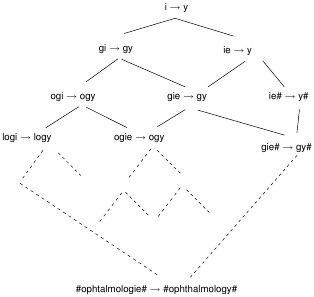 i → y
gi → gy
ie → y
ogi → ogy
gie → gy
ie# → y#
logi → logy
ogie → ogy
gie# → gy#
#ophtalmologie# → #ophthalmology#